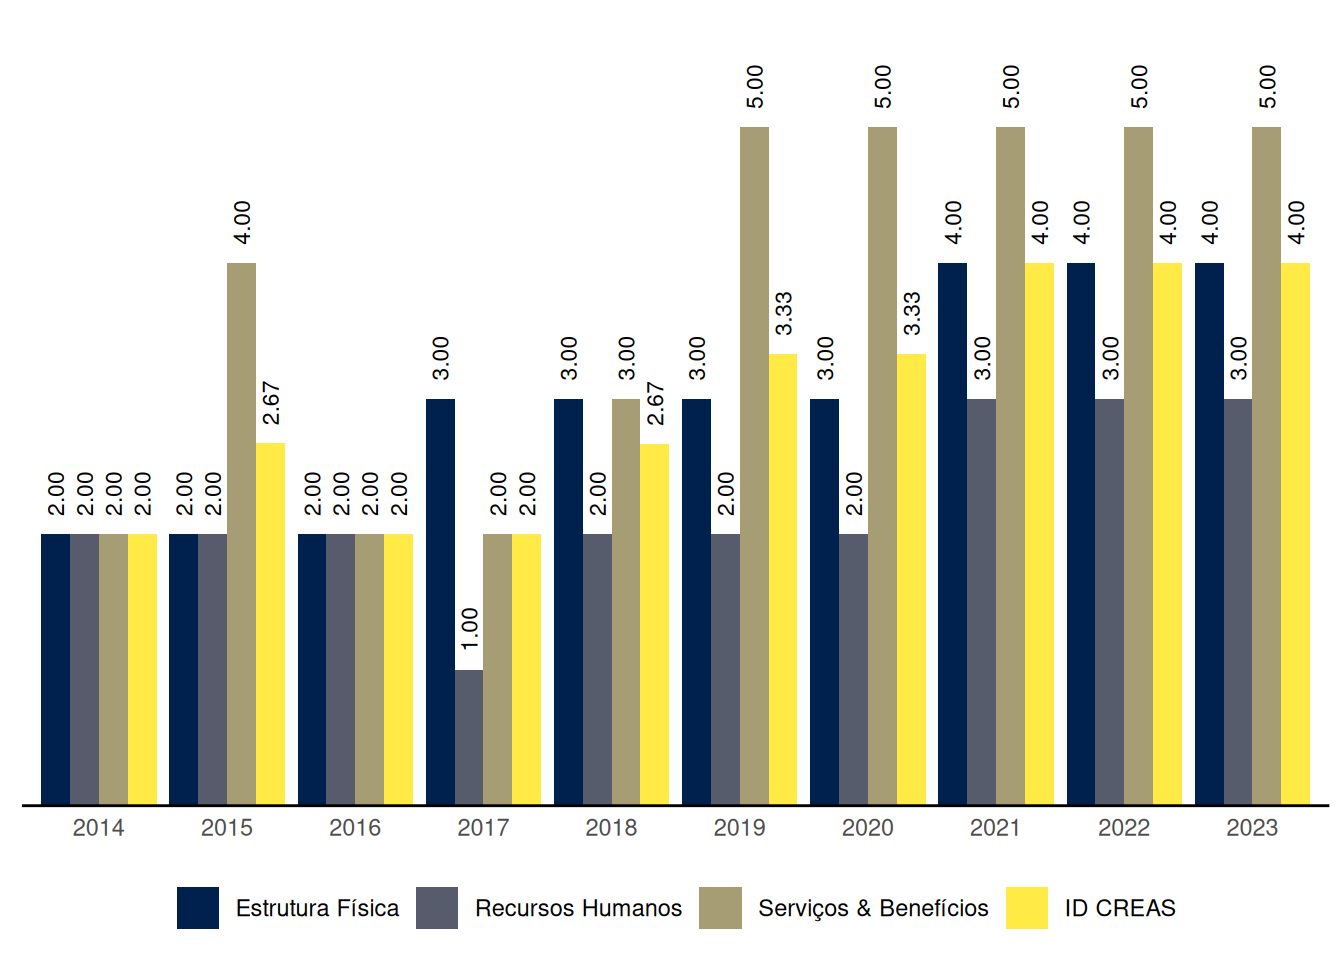 5.00 5.00 5.00 5.00 5.00
4.00 4.00 4.00 4.00 4.00 4.00 4.00
3.33 3.33
3.00 3.00 3.00 3.00 3.00 3.00 3.00 3.00
2.67 2.67
2.00 2.00 2.00 2.00 2.00 2.00 2.00 2.00 2.00 2.00 2.00 2.00 2.00 2.00 2.00
1.00
2014 2015 2016 2017 2018 2019 2020 2021 2022 2023
Estrutura Física Recursos Humanos Serviços & Benefícios ID CREAS